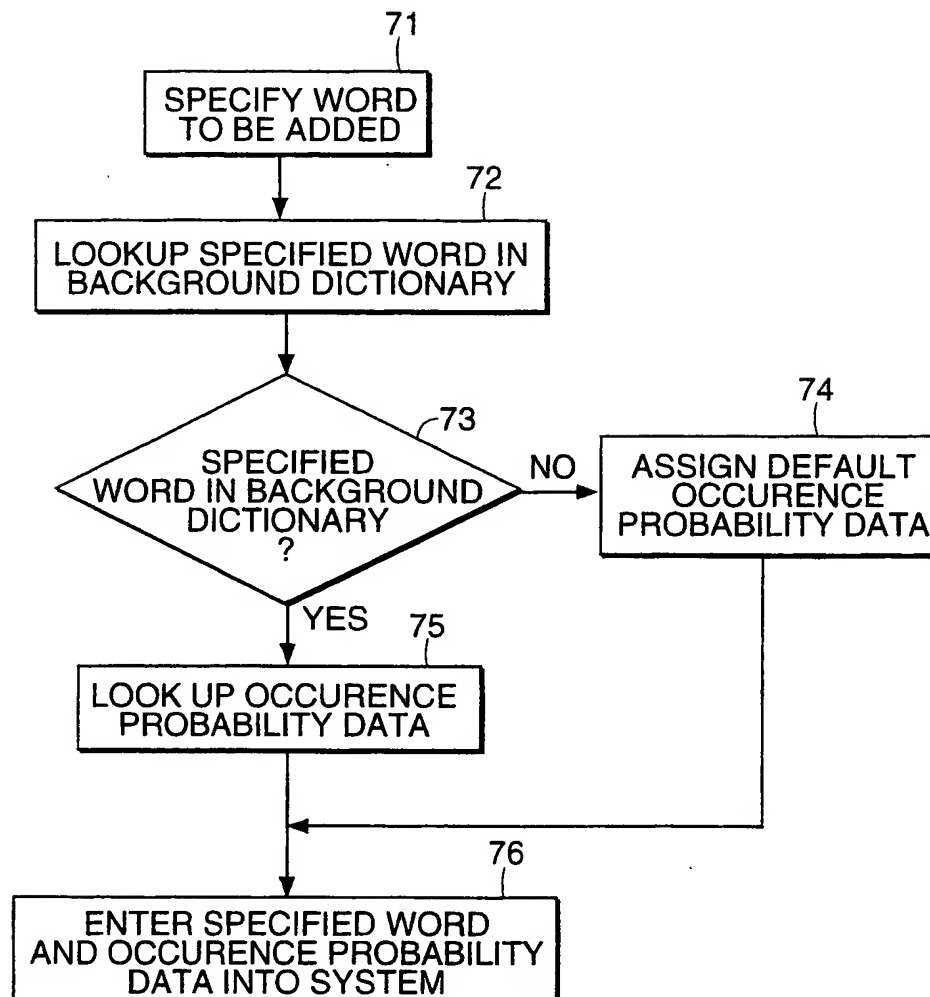 71
SPECIFY WORD
TO BE ADDED
72
LOOKUP SPECIFIED WORD IN
BACKGROUND DICTIONARY
73
SPECIFIED
WORD IN BACKGROUND
DICTIONARY
?
NO
74
ASSIGN DEFAULT
OCCURENCE
PROBABILITY DATA
YES
75
LOOK UP OCCURENCE
PROBABILITY DATA
76
ENTER SPECIFIED WORD
AND OCCURENCE PROBABILITY
DATA INTO SYSTEM